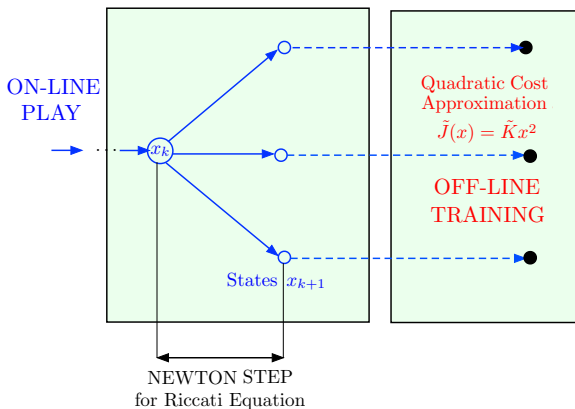 ON-LINE
PLAY
...
x_k
States x_{k+1}
NEWTON STEP
for Riccati Equation
Quadratic Cost
Approximation
J̃(x) = K̃x²
OFF-LINE
TRAINING